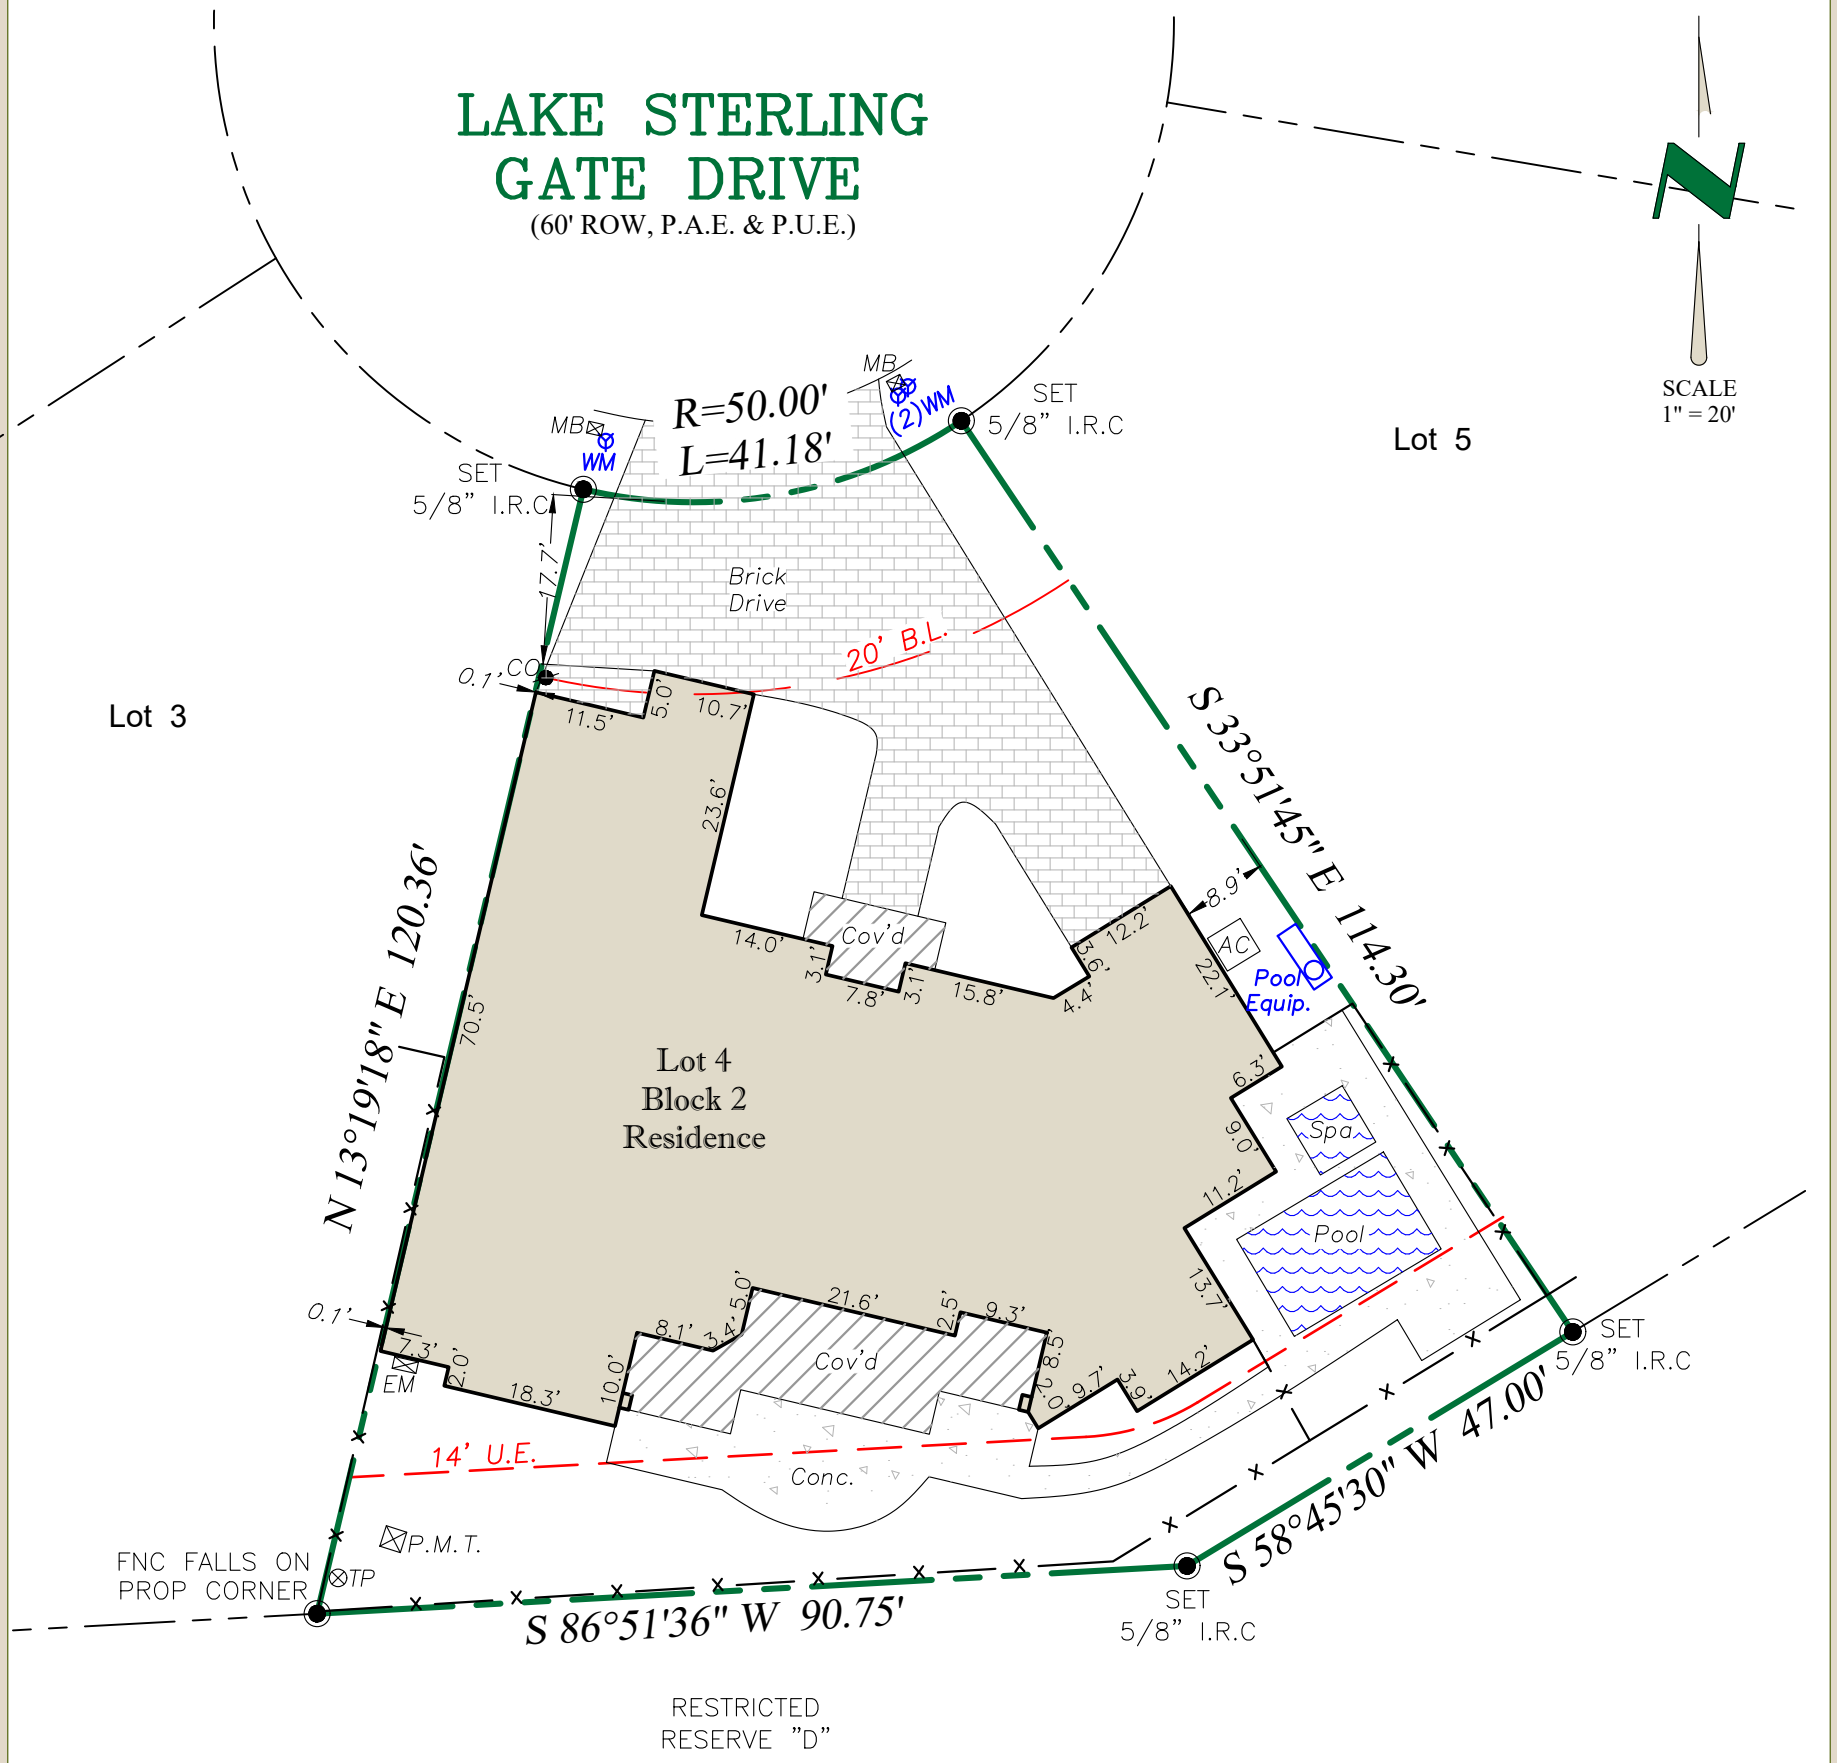 LAKE STERLING
GATE DRIVE
(60' ROW, P.A.E. & P.U.E.)
SCALE
1" = 20'
MB
R=50.00'
L=41.18'
(2)WM
SET
5/8" I.R.C
Lot 5
MB
WM
SET
5/8" I.R.C
17.7'
Brick
Drive
20' B.L.
CO
0.1'
11.5'
5.0'
10.7'
Lot 3
S 33°51'45" E 114.30'
23.6'
N 13°19'18" E 120.36'
70.5'
14.0'
3.1'
Cov'd
7.8'
3.1'
15.8'
4.4'
3.6'
12.2'
8.9'
AC
22.1'
Pool
Equip.
Lot 4
Block 2
Residence
6.3'
9.0'
Spa
11.2'
Pool
13.7'
0.1'
7.3'
2.0'
EM
18.3'
10.0'
8.1'
3.4'
5.0'
21.6'
Cov'd
2.5'
9.3'
8.5'
2.0'
9.7'
3.9'
14.2'
SET
5/8" I.R.C
14' U.E.
Conc.
S 58°45'30" W 47.00'
P.M.T.
FNC FALLS ON
PROP CORNER
TP
S 86°51'36" W 90.75'
SET
5/8" I.R.C
RESTRICTED
RESERVE "D"